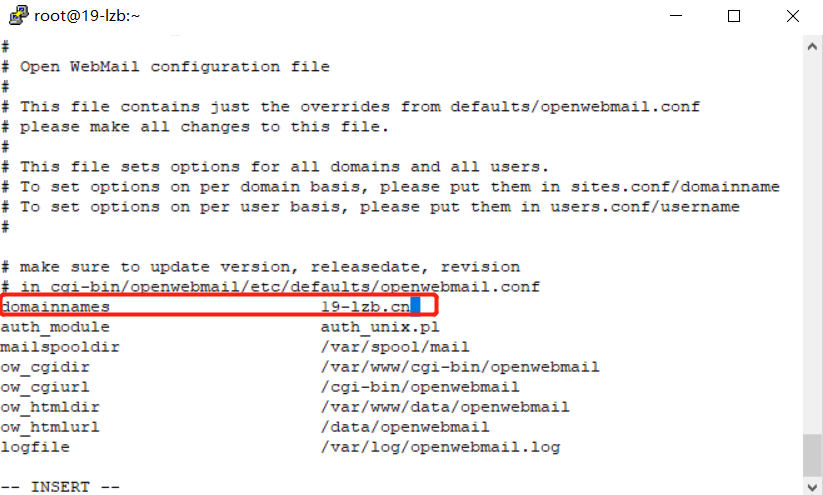 root@19-lzb:~
#
# Open WebMail configuration file
#
# This file contains just the overrides from defaults/openwebmail.conf
# please make all changes to this file.
#
# This file sets options for all domains and all users.
# To set options on per domain basis, please put them in sites.conf/domainname
# To set options on per user basis, please put them in users.conf/username
#
# make sure to update version, releasedate, revision
# in cgi-bin/openwebmail/etc/defaults/openwebmail.conf
domainnames 19-lzb.cn
auth_module auth_unix.pl
mailspooldir /var/spool/mail
ow_cgidir /var/www/cgi-bin/openwebmail
ow_cgiurl /cgi-bin/openwebmail
ow_htmldir /var/www/data/openwebmail
ow_htmlurl /data/openwebmail
logfile /var/log/openwebmail.log
-- INSERT --